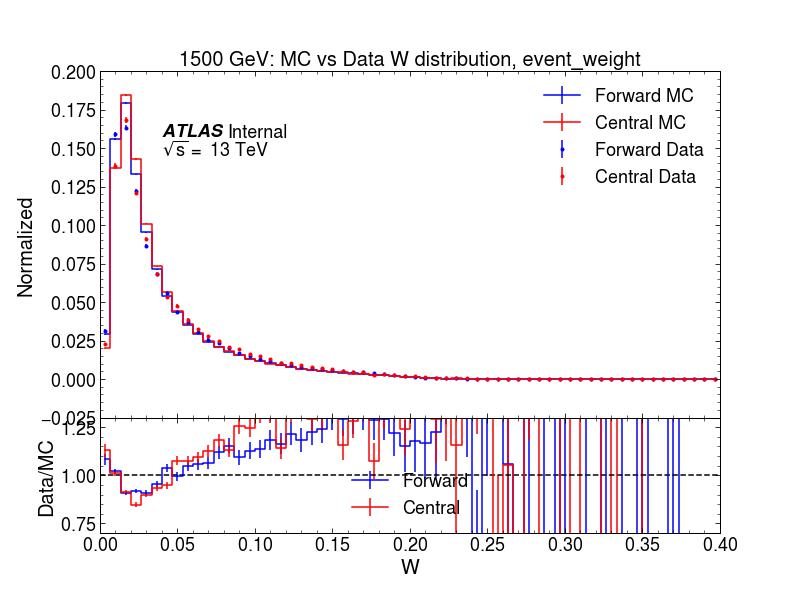 1500 GeV: MC vs Data W distribution, event_weight
0.200
0.175
0.150
0.125
0.100
0.075
0.050
0.025
0.000
−0.025
Normalized
ATLAS Internal
√s = 13 TeV
Forward MC
Central MC
Forward Data
Central Data
1.25
1.00
0.75
Data/MC
Forward
Central
0.00 0.05 0.10 0.15 0.20 0.25 0.30 0.35 0.40
W